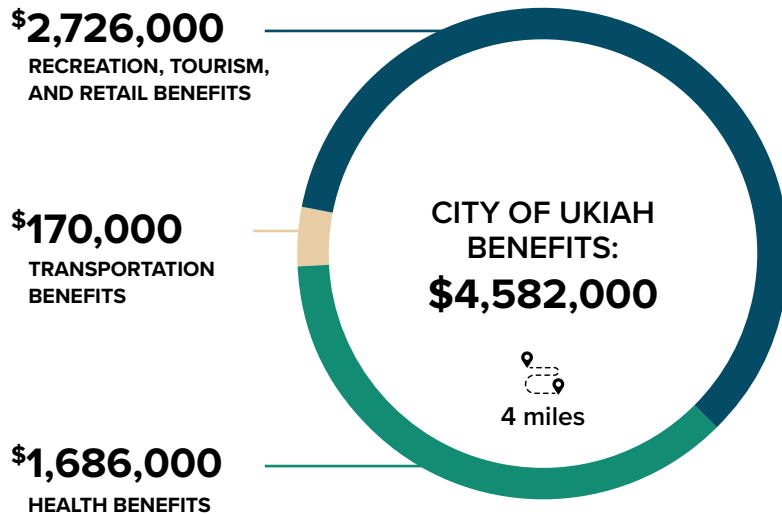 $2,726,000
RECREATION, TOURISM,
AND RETAIL BENEFITS
$170,000
TRANSPORTATION
BENEFITS
$1,686,000
HEALTH BENEFITS
CITY OF UKIAH
BENEFITS:
$4,582,000
4 miles